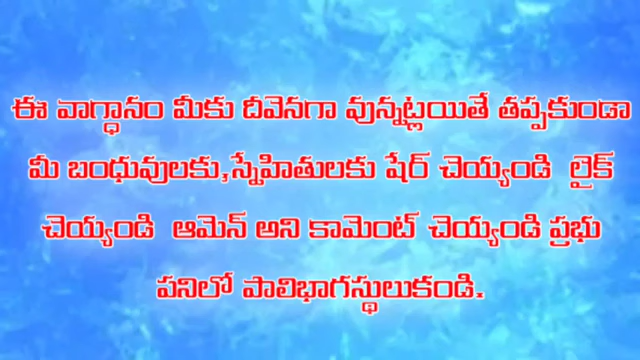 ఈ వాగ్ధానం మీకు దీవెనగా వున్నట్లయితే తప్పకుండా
మీ బంధువులకు,స్నేహితులకు షేర్ చెయ్యండి లైక్
చెయ్యండి ఆమెన్ అని కామెంట్ చెయ్యండి ప్రభు
పనిలో పాలిభాగస్థులుకండి.